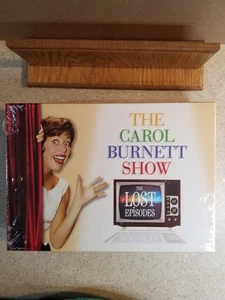 THE
CAROL
BURNETT
SHOW
THE
LOST
EPISODES